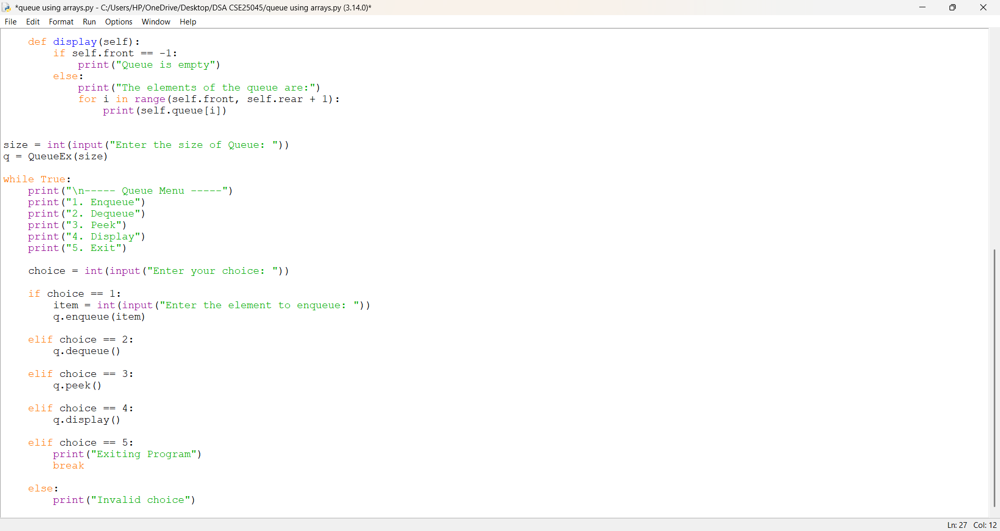 *queue using arrays.py - C:/Users/HP/OneDrive/Desktop/DSA CSE25045/queue using arrays.py (3.14.0)*
File Edit Format Run Options Window Help
    def display(self):
        if self.front == -1:
            print("Queue is empty")
        else:
            print("The elements of the queue are:")
            for i in range(self.front, self.rear + 1):
                print(self.queue[i])
size = int(input("Enter the size of Queue: "))
q = QueueEx(size)
while True:
    print("\n----- Queue Menu -----")
    print("1. Enqueue")
    print("2. Dequeue")
    print("3. Peek")
    print("4. Display")
    print("5. Exit")
    choice = int(input("Enter your choice: "))
    if choice == 1:
        item = int(input("Enter the element to enqueue: "))
        q.enqueue(item)
    elif choice == 2:
        q.dequeue()
    elif choice == 3:
        q.peek()
    elif choice == 4:
        q.display()
    elif choice == 5:
        print("Exiting Program")
        break
    else:
        print("Invalid choice")
Ln: 27 Col: 12